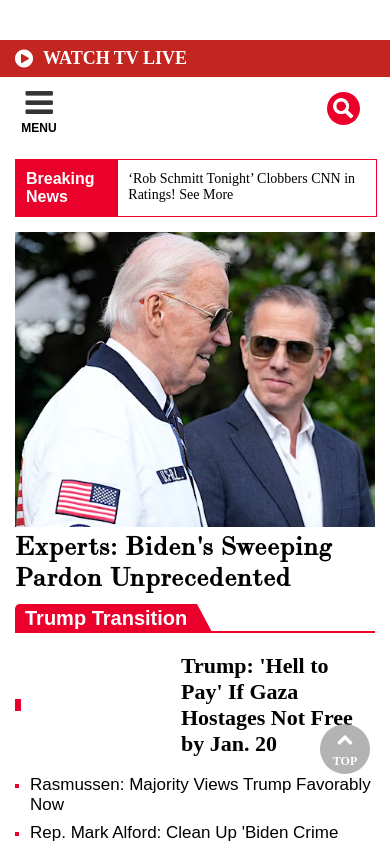 WATCH TV LIVE
MENU
Breaking
News
‘Rob Schmitt Tonight’ Clobbers CNN in
Ratings! See More
U.S.-P.L.A.
Experts: Biden's Sweeping
Pardon Unprecedented
Trump Transition
Trump: 'Hell to
Pay' If Gaza
Hostages Not Free
by Jan. 20
TOP
Rasmussen: Majority Views Trump Favorably
Now
Rep. Mark Alford: Clean Up 'Biden Crime